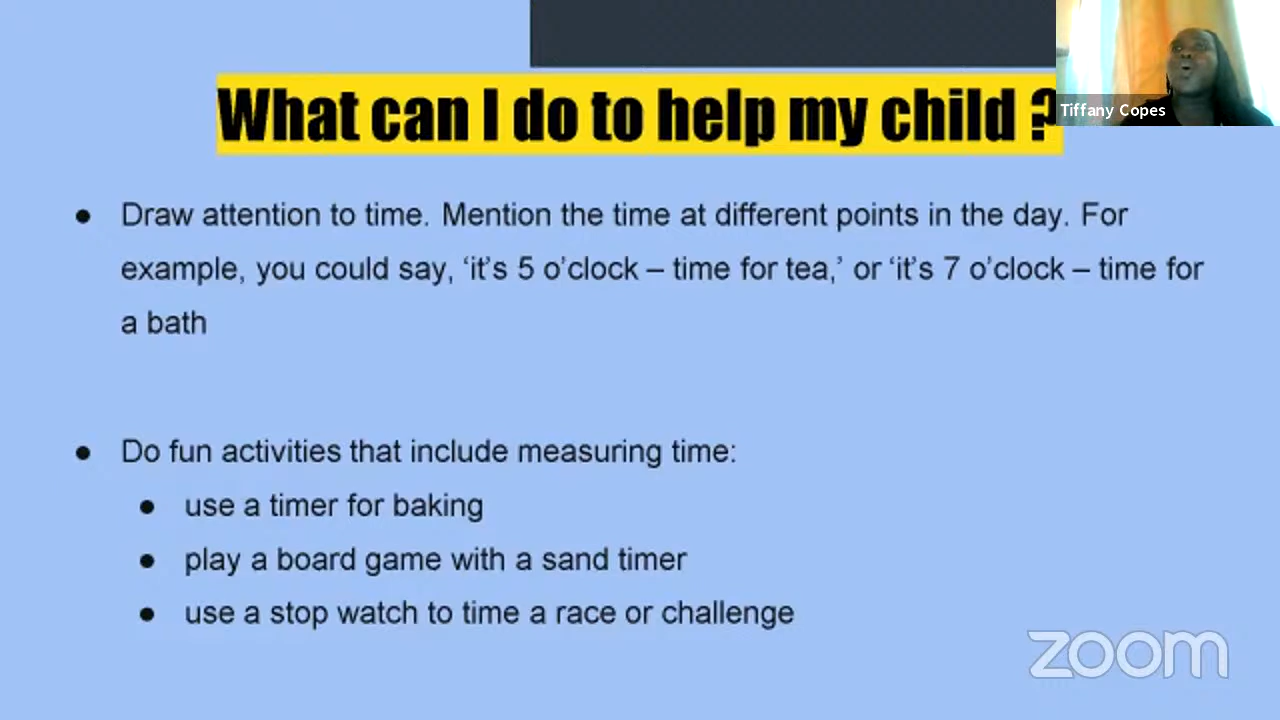 What can I do to help my child ?
Tiffany Copes
● Draw attention to time. Mention the time at different points in the day. For
example, you could say, ‘it’s 5 o’clock – time for tea,’ or ‘it’s 7 o’clock – time for
a bath
● Do fun activities that include measuring time:
● use a timer for baking
● play a board game with a sand timer
● use a stop watch to time a race or challenge
zoom